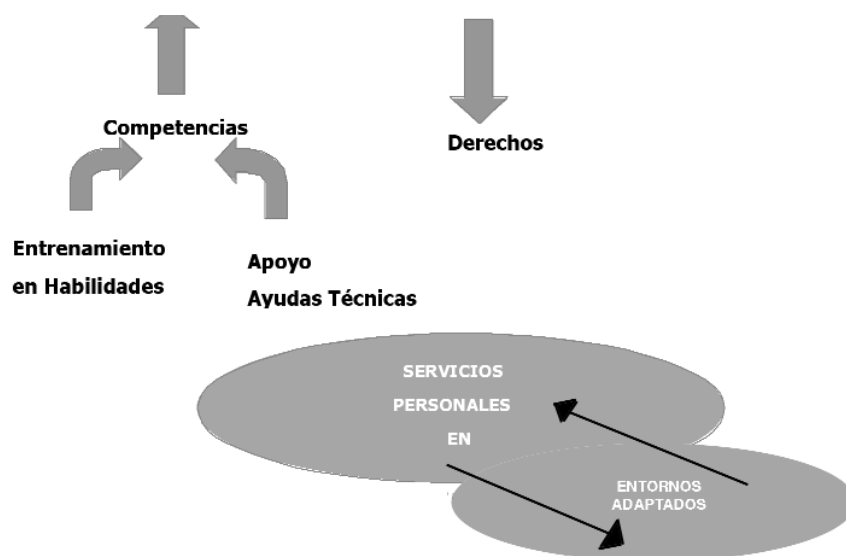 Competencias
Derechos
Entrenamiento
en Habilidades
Apoyo
Ayudas Técnicas
SERVICIOS
PERSONALES
EN
ENTORNOS
ADAPTADOS